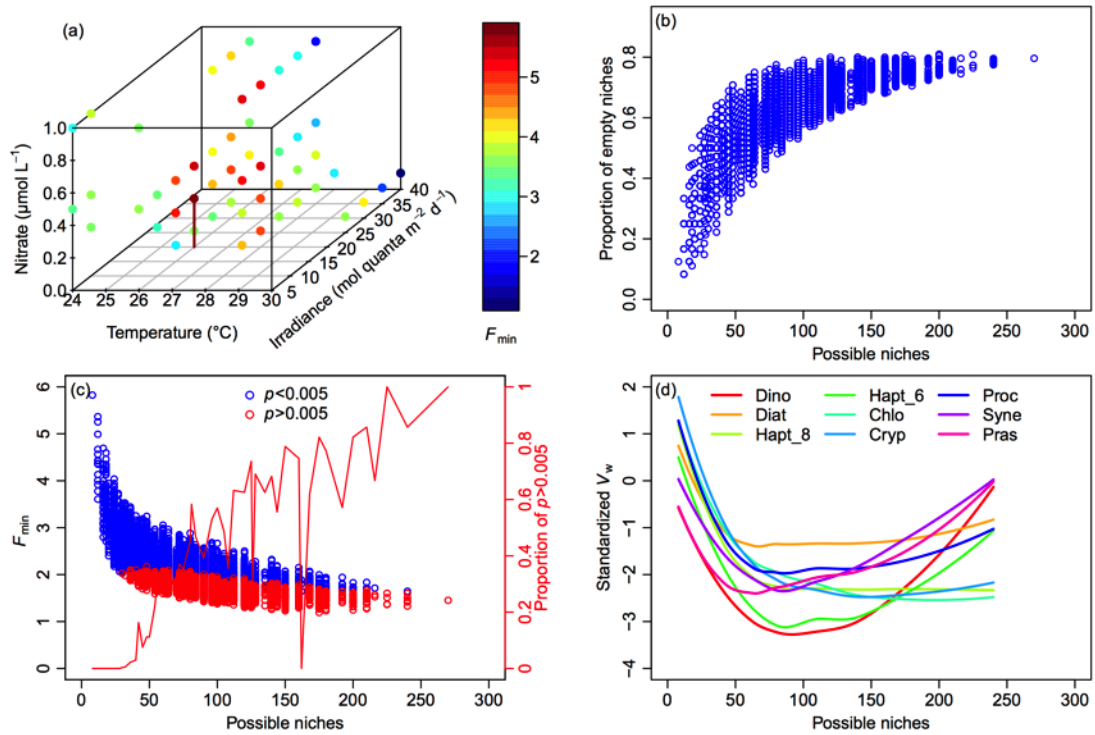 (a)
Nitrate (µmol L⁻¹)
1.0
0.8
0.6
0.4
0.2
0.0
24 25 26 27 28 29 30
Temperature (°C)
5 10 15 20 25 30 35 40
Irradiance (mol quanta m⁻² d⁻¹)
5
4
3
2
Fmin
(b)
Proportion of empty niches
1.0
0.8
0.6
0.4
0.2
0.0
0 50 100 150 200 250 300
Possible niches
(c)
Fmin
6
5
4
3
2
1
0
p<0.005
p>0.005
1
0.8
0.6
0.4
0.2
0
Proportion of p>0.005
0 50 100 150 200 250 300
Possible niches
(d)
Standardized Vw
2
1
0
−1
−2
−3
−4
Dino Hapt_6 Proc
Diat Chlo Syne
Hapt_8 Cryp Pras
0 50 100 150 200 250 300
Possible niches